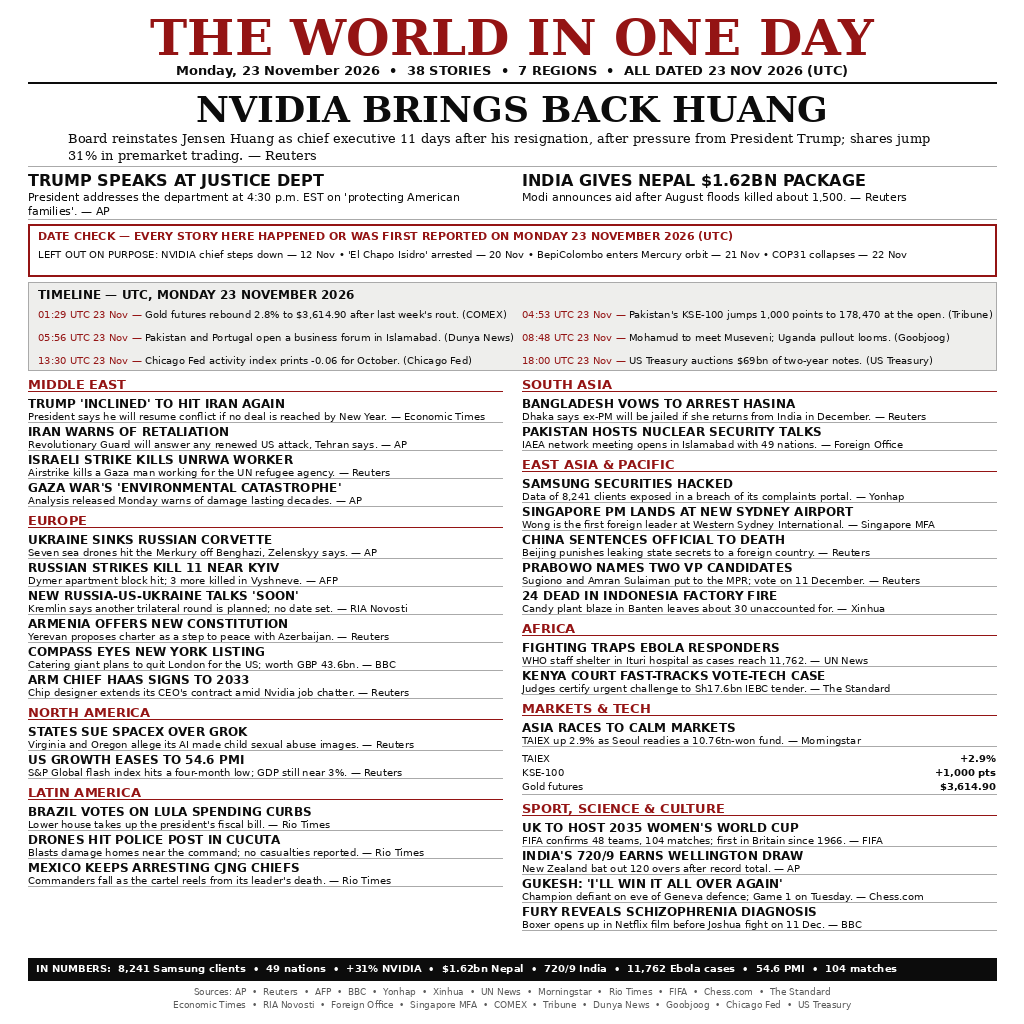 THE WORLD IN ONE DAY
Monday, 23 November 2026 • 38 STORIES • 7 REGIONS • ALL DATED 23 NOV 2026 (UTC)
NVIDIA BRINGS BACK HUANG
Board reinstates Jensen Huang as chief executive 11 days after his resignation, after pressure from President Trump; shares jump
31% in premarket trading. — Reuters
TRUMP SPEAKS AT JUSTICE DEPT
President addresses the department at 4:30 p.m. EST on 'protecting American
families'. — AP
INDIA GIVES NEPAL $1.62BN PACKAGE
Modi announces aid after August floods killed about 1,500. — Reuters
DATE CHECK — EVERY STORY HERE HAPPENED OR WAS FIRST REPORTED ON MONDAY 23 NOVEMBER 2026 (UTC)
LEFT OUT ON PURPOSE: NVIDIA chief steps down — 12 Nov • 'El Chapo Isidro' arrested — 20 Nov • BepiColombo enters Mercury orbit — 21 Nov • COP31 collapses — 22 Nov
TIMELINE — UTC, MONDAY 23 NOVEMBER 2026
01:29 UTC 23 Nov — Gold futures rebound 2.8% to $3,614.90 after last week's rout. (COMEX)
04:53 UTC 23 Nov — Pakistan's KSE-100 jumps 1,000 points to 178,470 at the open. (Tribune)
05:56 UTC 23 Nov — Pakistan and Portugal open a business forum in Islamabad. (Dunya News)
08:48 UTC 23 Nov — Mohamud to meet Museveni; Uganda pullout looms. (Goobjoog)
13:30 UTC 23 Nov — Chicago Fed activity index prints -0.06 for October. (Chicago Fed)
18:00 UTC 23 Nov — US Treasury auctions $69bn of two-year notes. (US Treasury)
MIDDLE EAST
TRUMP 'INCLINED' TO HIT IRAN AGAIN
President says he will resume conflict if no deal is reached by New Year. — Economic Times
IRAN WARNS OF RETALIATION
Revolutionary Guard will answer any renewed US attack, Tehran says. — AP
ISRAELI STRIKE KILLS UNRWA WORKER
Airstrike kills a Gaza man working for the UN refugee agency. — Reuters
GAZA WAR'S 'ENVIRONMENTAL CATASTROPHE'
Analysis released Monday warns of damage lasting decades. — AP
EUROPE
UKRAINE SINKS RUSSIAN CORVETTE
Seven sea drones hit the Merkury off Benghazi, Zelenskyy says. — AP
RUSSIAN STRIKES KILL 11 NEAR KYIV
Dymer apartment block hit; 3 more killed in Vyshneve. — AFP
NEW RUSSIA-US-UKRAINE TALKS 'SOON'
Kremlin says another trilateral round is planned; no date set. — RIA Novosti
ARMENIA OFFERS NEW CONSTITUTION
Yerevan proposes charter as a step to peace with Azerbaijan. — Reuters
COMPASS EYES NEW YORK LISTING
Catering giant plans to quit London for the US; worth GBP 43.6bn. — BBC
ARM CHIEF HAAS SIGNS TO 2033
Chip designer extends its CEO's contract amid Nvidia job chatter. — Reuters
NORTH AMERICA
STATES SUE SPACEX OVER GROK
Virginia and Oregon allege its AI made child sexual abuse images. — Reuters
US GROWTH EASES TO 54.6 PMI
S&P Global flash index hits a four-month low; GDP still near 3%. — Reuters
LATIN AMERICA
BRAZIL VOTES ON LULA SPENDING CURBS
Lower house takes up the president's fiscal bill. — Rio Times
DRONES HIT POLICE POST IN CUCUTA
Blasts damage homes near the command; no casualties reported. — Rio Times
MEXICO KEEPS ARRESTING CJNG CHIEFS
Commanders fall as the cartel reels from its leader's death. — Rio Times
SOUTH ASIA
BANGLADESH VOWS TO ARREST HASINA
Dhaka says ex-PM will be jailed if she returns from India in December. — Reuters
PAKISTAN HOSTS NUCLEAR SECURITY TALKS
IAEA network meeting opens in Islamabad with 49 nations. — Foreign Office
EAST ASIA & PACIFIC
SAMSUNG SECURITIES HACKED
Data of 8,241 clients exposed in a breach of its complaints portal. — Yonhap
SINGAPORE PM LANDS AT NEW SYDNEY AIRPORT
Wong is the first foreign leader at Western Sydney International. — Singapore MFA
CHINA SENTENCES OFFICIAL TO DEATH
Beijing punishes leaking state secrets to a foreign country. — Reuters
PRABOWO NAMES TWO VP CANDIDATES
Sugiono and Amran Sulaiman put to the MPR; vote on 11 December. — Reuters
24 DEAD IN INDONESIA FACTORY FIRE
Candy plant blaze in Banten leaves about 30 unaccounted for. — Xinhua
AFRICA
FIGHTING TRAPS EBOLA RESPONDERS
WHO staff shelter in Ituri hospital as cases reach 11,762. — UN News
KENYA COURT FAST-TRACKS VOTE-TECH CASE
Judges certify urgent challenge to Sh17.6bn IEBC tender. — The Standard
MARKETS & TECH
ASIA RACES TO CALM MARKETS
TAIEX up 2.9% as Seoul readies a 10.76tn-won fund. — Morningstar
TAIEX +2.9%
KSE-100 +1,000 pts
Gold futures $3,614.90
SPORT, SCIENCE & CULTURE
UK TO HOST 2035 WOMEN'S WORLD CUP
FIFA confirms 48 teams, 104 matches; first in Britain since 1966. — FIFA
INDIA'S 720/9 EARNS WELLINGTON DRAW
New Zealand bat out 120 overs after record total. — AP
GUKESH: 'I'LL WIN IT ALL OVER AGAIN'
Champion defiant on eve of Geneva defence; Game 1 on Tuesday. — Chess.com
FURY REVEALS SCHIZOPHRENIA DIAGNOSIS
Boxer opens up in Netflix film before Joshua fight on 11 Dec. — BBC
IN NUMBERS: 8,241 Samsung clients • 49 nations • +31% NVIDIA • $1.62bn Nepal • 720/9 India • 11,762 Ebola cases • 54.6 PMI • 104 matches
Sources: AP • Reuters • AFP • BBC • Yonhap • Xinhua • UN News • Morningstar • Rio Times • FIFA • Chess.com • The Standard
Economic Times • RIA Novosti • Foreign Office • Singapore MFA • COMEX • Tribune • Dunya News • Goobjoog • Chicago Fed • US Treasury